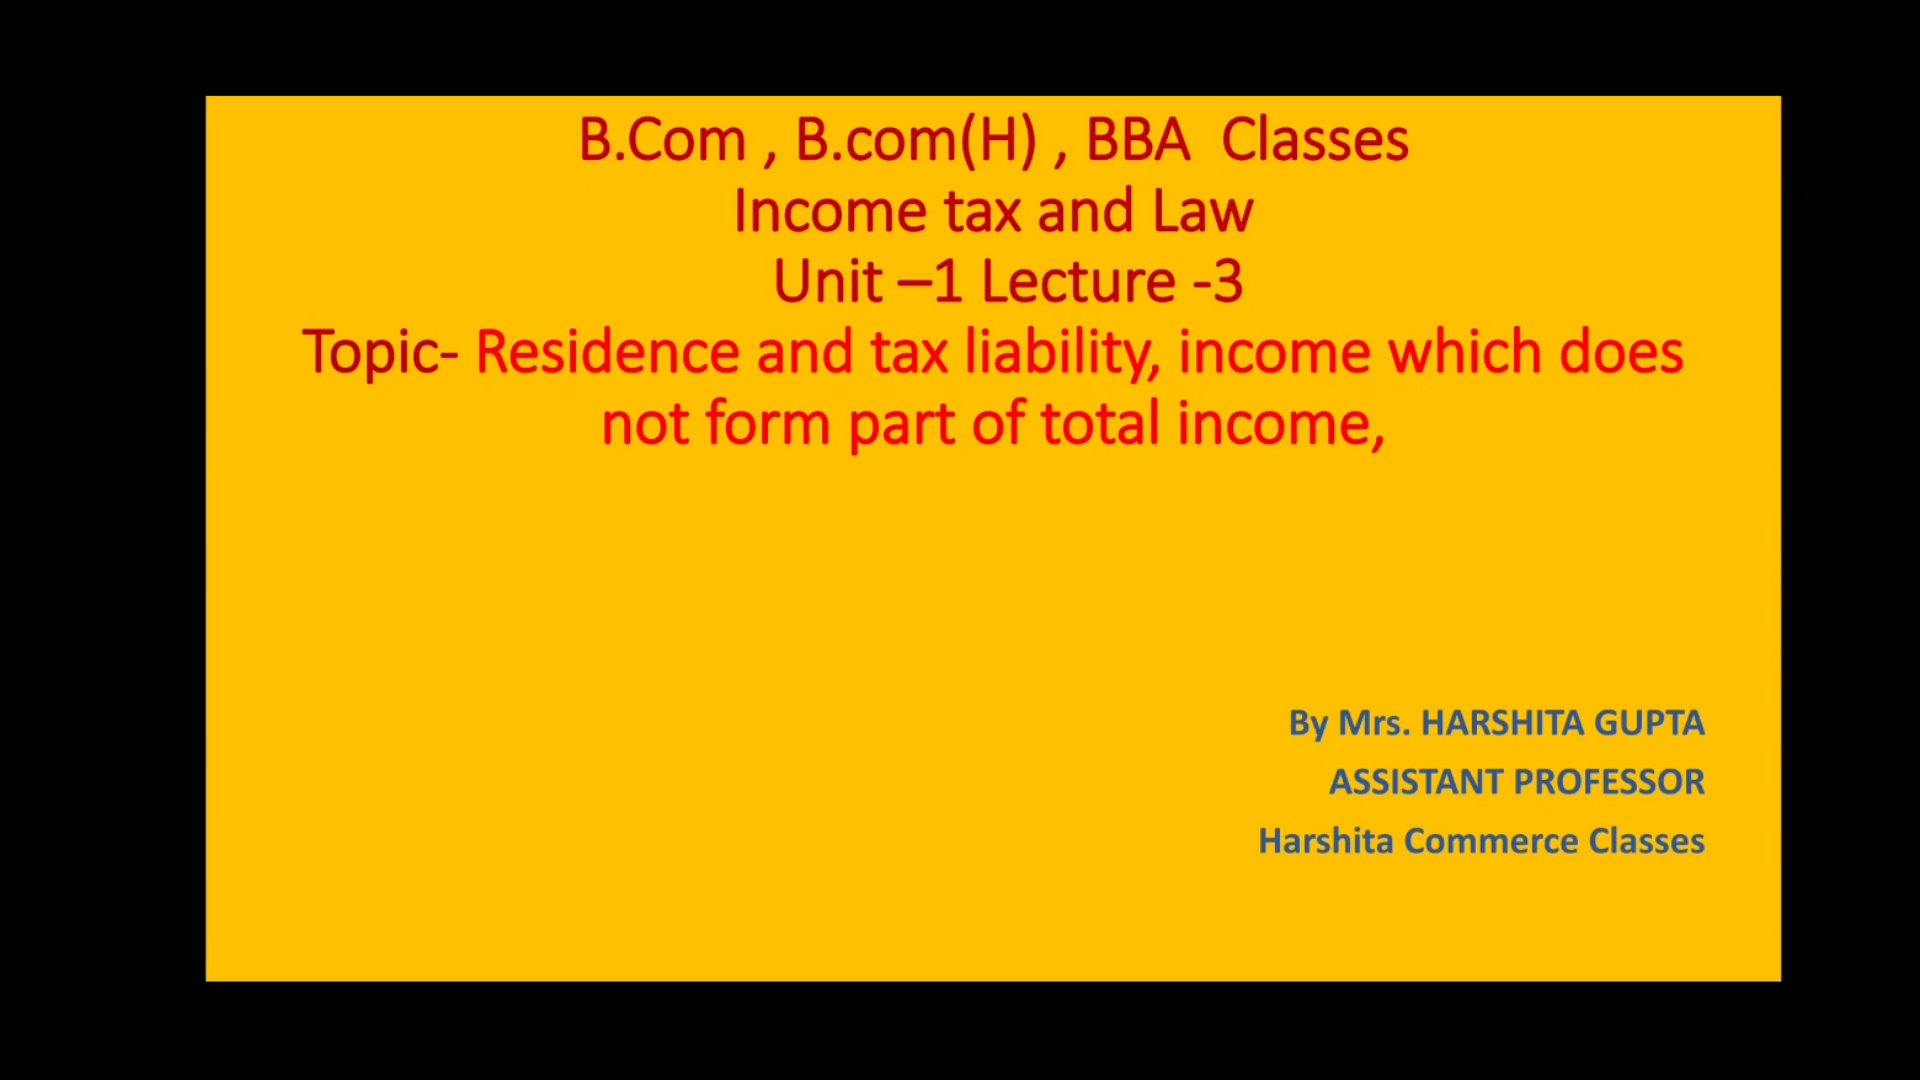 B.Com , B.com(H) , BBA  Classes
Income tax and Law
Unit –1 Lecture -3
Topic- Residence and tax liability, income which does
not form part of total income,
By Mrs. HARSHITA GUPTA
ASSISTANT PROFESSOR
Harshita Commerce Classes